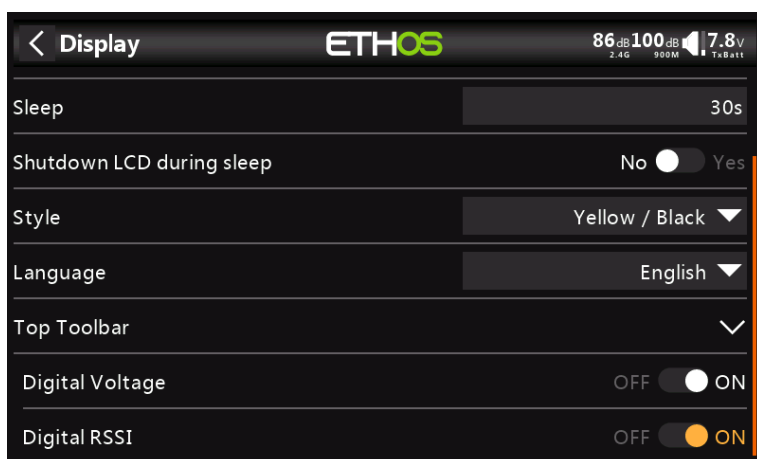 Display ETHOS 86dB 100dB 7.8V
2.4G 900M TxBatt
Sleep 30s
Shutdown LCD during sleep No Yes
Style Yellow / Black
Language English
Top Toolbar
Digital Voltage OFF ON
Digital RSSI OFF ON